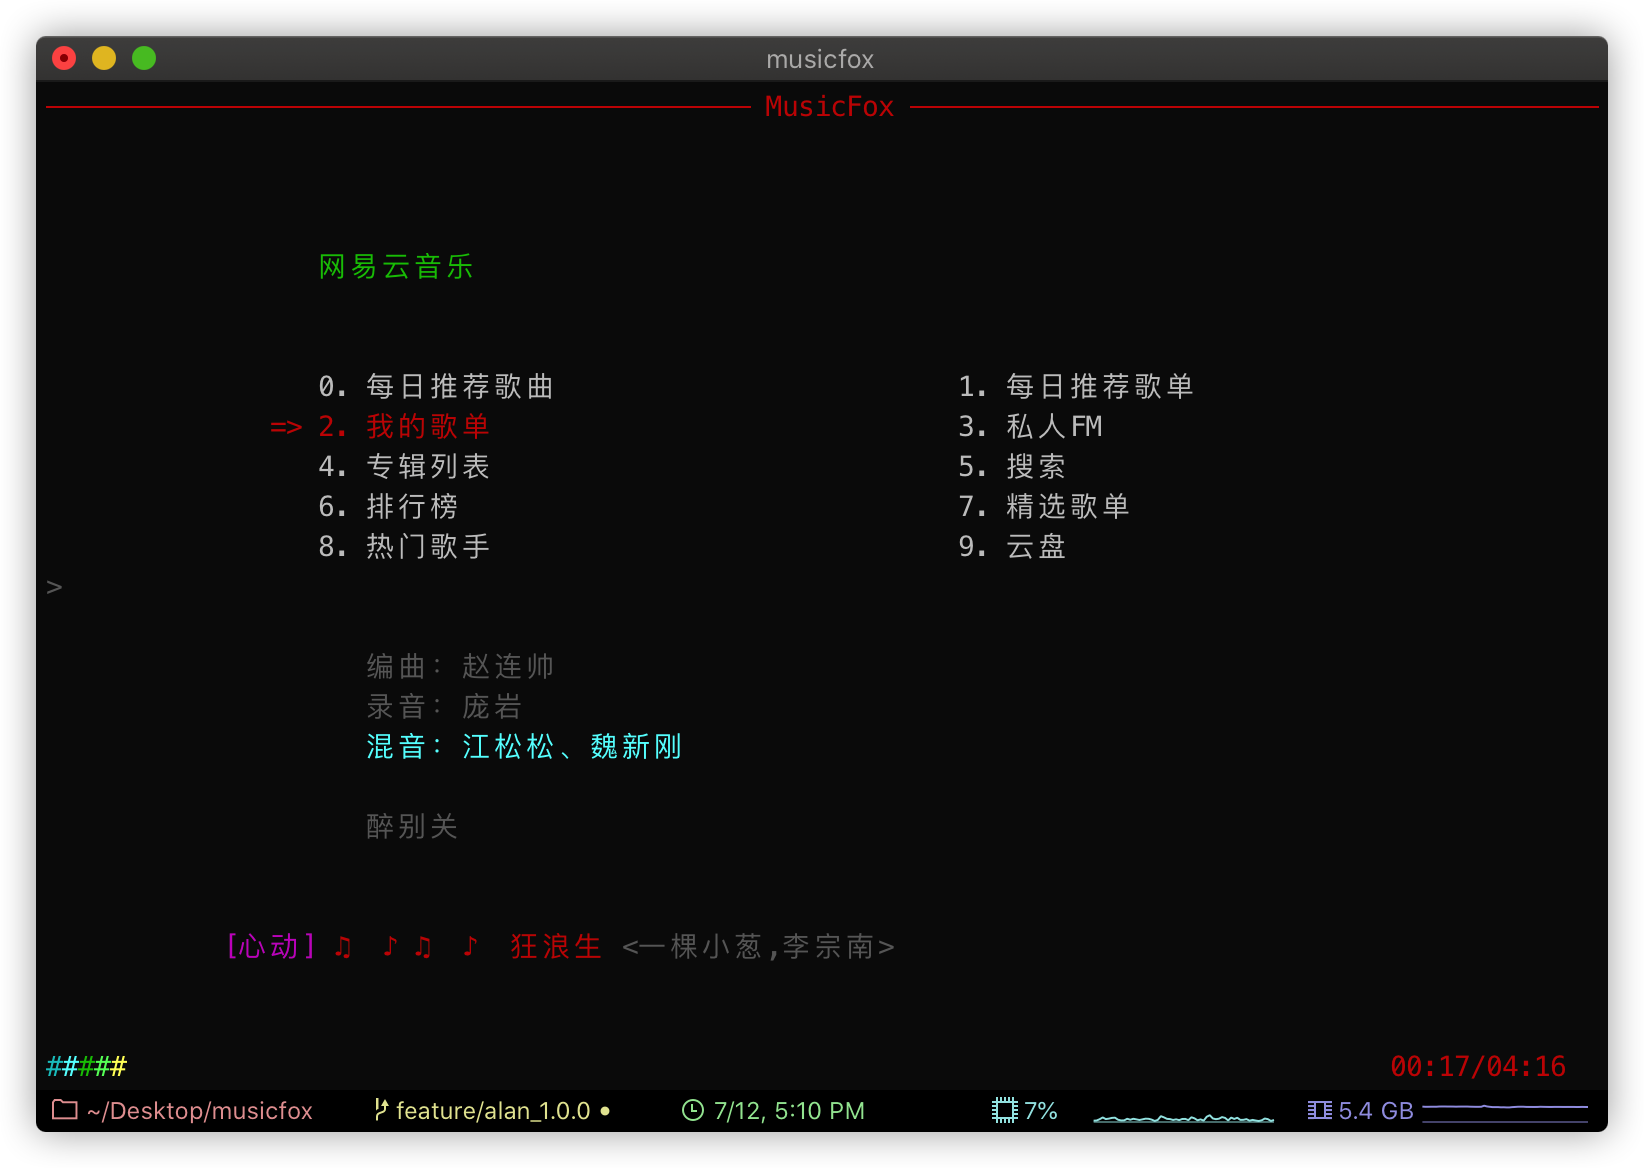 musicfox
MusicFox
网易云音乐
0. 每日推荐歌曲 1. 每日推荐歌单
=> 2. 我的歌单 3. 私人FM
4. 专辑列表 5. 搜索
6. 排行榜 7. 精选歌单
8. 热门歌手 9. 云盘
>
编曲：赵连帅
录音：庞岩
混音：江松松、魏新刚
醉别关
[心动] ♫ ♪ ♫ ♪ 狂浪生 <一棵小葱,李宗南>
##### 00:17/04:16
~/Desktop/musicfox feature/alan_1.0.0 • 7/12, 5:10 PM 7% 5.4 GB